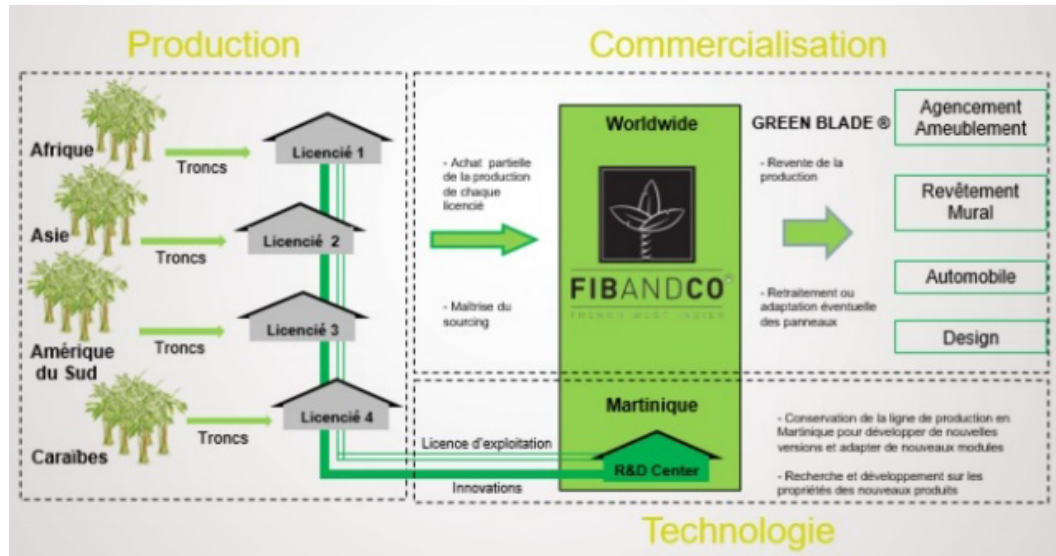 Production
Commercialisation
Afrique
Troncs
Licencié 1
Asie
Troncs
Licencié 2
Amérique
du Sud
Troncs
Licencié 3
Caraïbes
Troncs
Licencié 4
- Achat partielle
de la production
de chaque
licencié
- Maîtrise du
sourcing
Worldwide
FIBANDCO®
FRENCH WEST INDIES
GREEN BLADE ®
- Revente de la
production
- Retraitement ou
adaptation éventuelle
des panneaux
Agencement
Ameublement
Revêtement
Mural
Automobile
Design
Licence d'exploitation
Innovations
Martinique
R&D Center
- Conservation de la ligne de production en
Martinique pour développer de nouvelles
versions et adapter de nouveaux modules
- Recherche et développement sur les
propriétés des nouveaux produits
Technologie